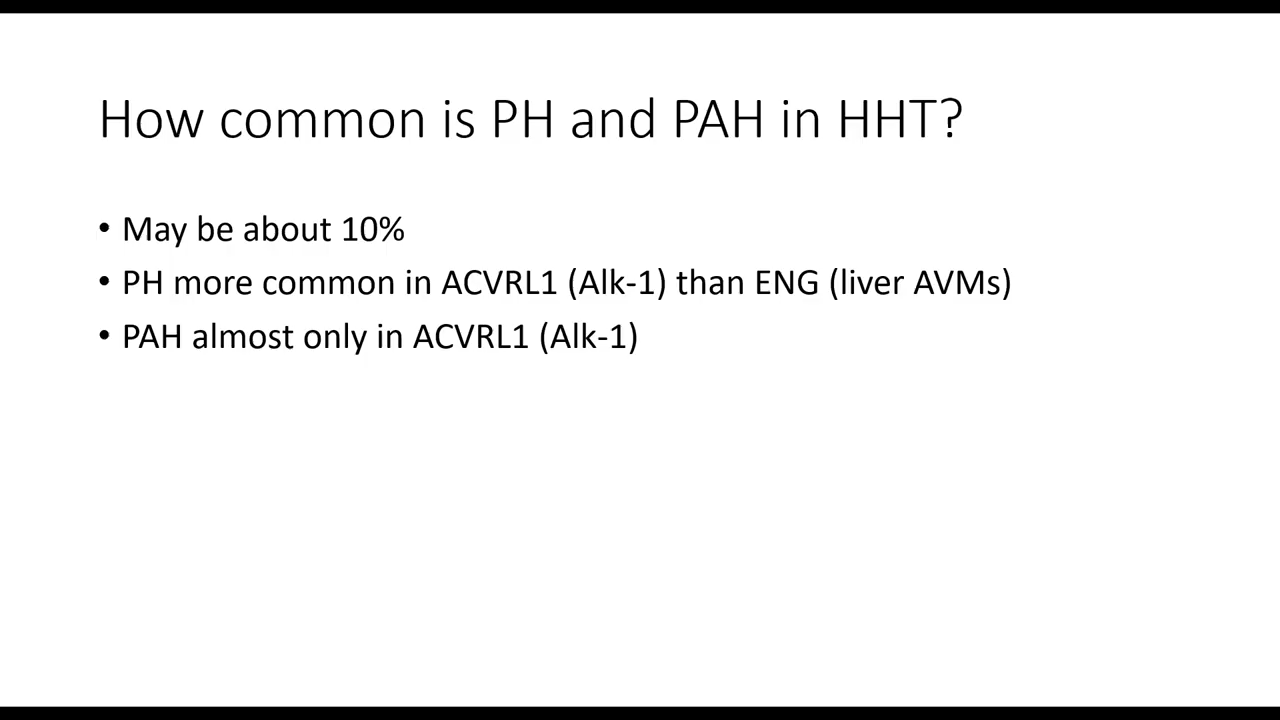 How common is PH and PAH in HHT?
• May be about 10%
• PH more common in ACVRL1 (Alk-1) than ENG (liver AVMs)
• PAH almost only in ACVRL1 (Alk-1)